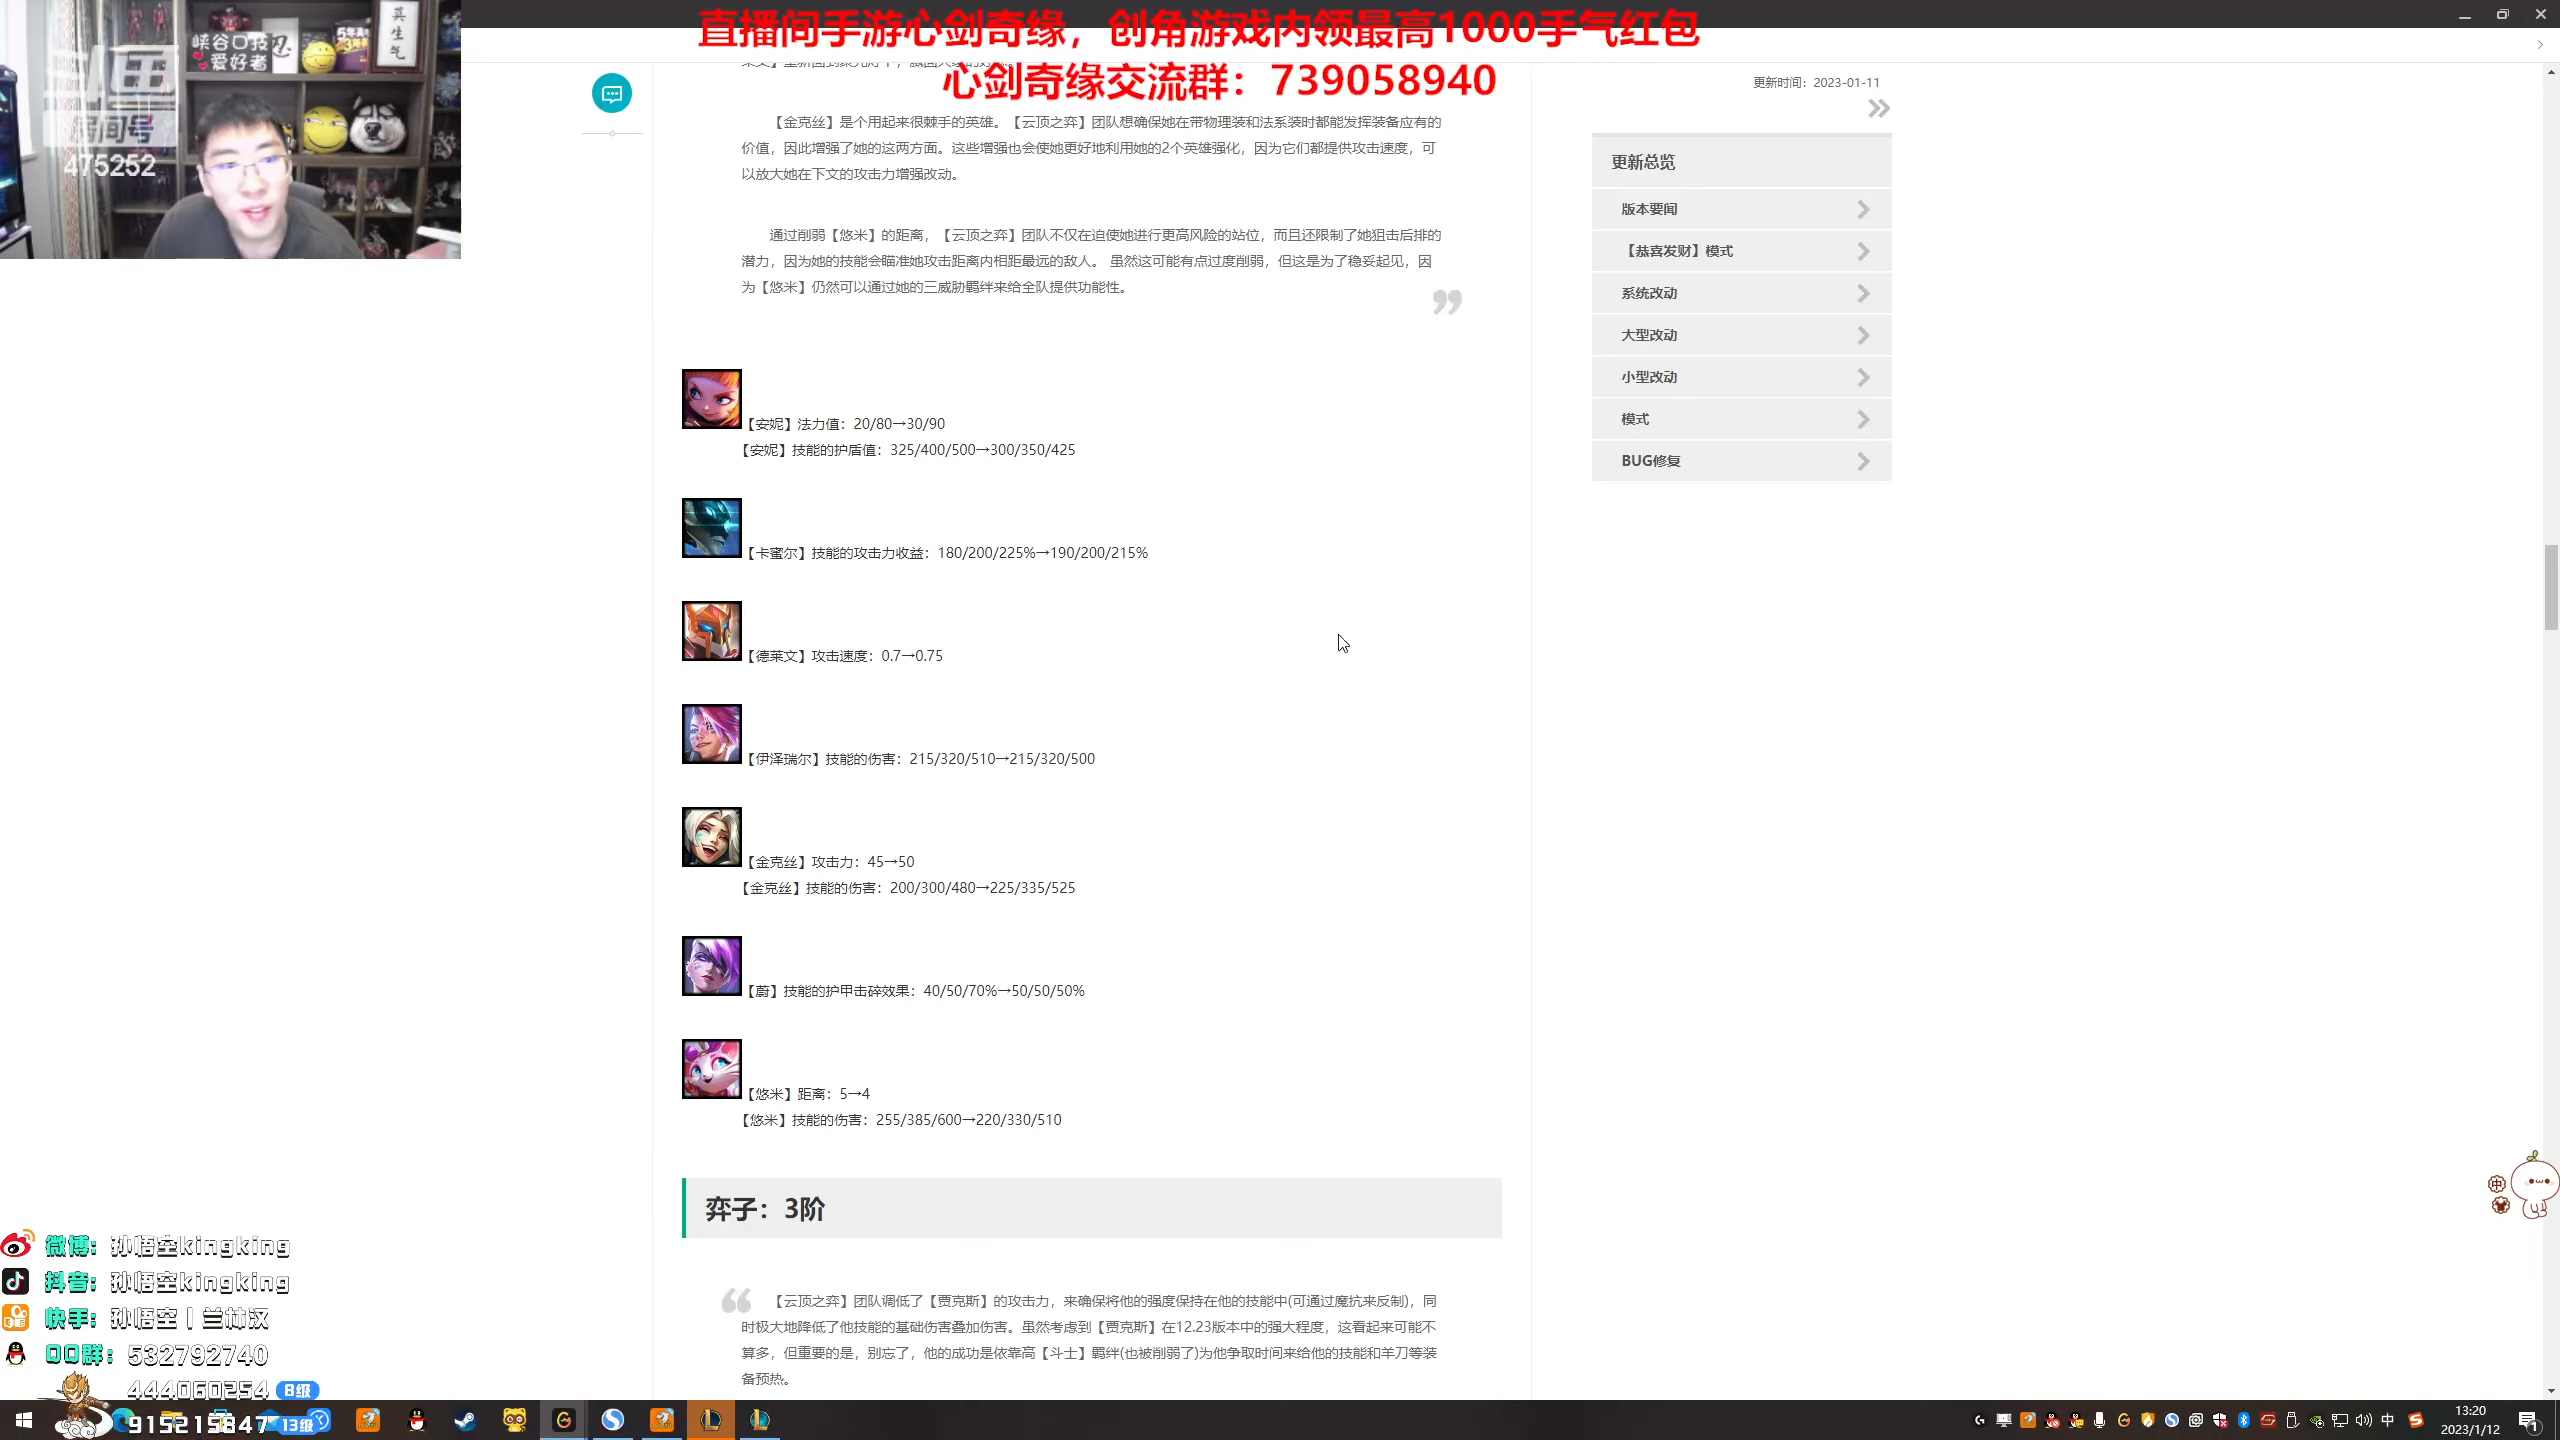 直播间手游心剑奇缘，创角游戏内领最高1000手气红包
心剑奇缘交流群：739058940
峡谷口技
爱好者
忍
莫生气
房间号
475252
更新时间：2023-01-11
【金克丝】是个用起来很棘手的英雄。【云顶之弈】团队想确保她在带物理装和法系装时都能发挥装备应有的
价值，因此增强了她的这两方面。这些增强也会使她更好地利用她的2个英雄强化，因为它们都提供攻击速度，可
以放大她在下文的攻击力增强改动。
通过削弱【悠米】的距离，【云顶之弈】团队不仅在迫使她进行更高风险的站位，而且还限制了她狙击后排的
潜力，因为她的技能会瞄准她攻击距离内相距最远的敌人。 虽然这可能有点过度削弱，但这是为了稳妥起见，因
为【悠米】仍然可以通过她的三威胁羁绊来给全队提供功能性。
更新总览
版本要闻
【恭喜发财】模式
系统改动
大型改动
小型改动
模式
BUG修复
【安妮】法力值：20/80→30/90
【安妮】技能的护盾值：325/400/500→300/350/425
【卡蜜尔】技能的攻击力收益：180/200/225%→190/200/215%
【德莱文】攻击速度：0.7→0.75
【伊泽瑞尔】技能的伤害：215/320/510→215/320/500
【金克丝】攻击力：45→50
【金克丝】技能的伤害：200/300/480→225/335/525
【蔚】技能的护甲击碎效果：40/50/70%→50/50/50%
【悠米】距离：5→4
【悠米】技能的伤害：255/385/600→220/330/510
弈子：3阶
【云顶之弈】团队调低了【贾克斯】的攻击力，来确保将他的强度保持在他的技能中(可通过魔抗来反制)，同
时极大地降低了他技能的基础伤害叠加伤害。虽然考虑到【贾克斯】在12.23版本中的强大程度，这看起来可能不
算多，但重要的是，别忘了，他的成功是依靠高【斗士】羁绊(也被削弱了)为他争取时间来给他的技能和羊刀等装
备预热。
微博：孙悟空kingking
抖音：孙悟空kingking
快手：孙悟空丨兰林汉
QQ群：532792740
444060254 8级
915215847 13级
中
13:20
2023/1/12